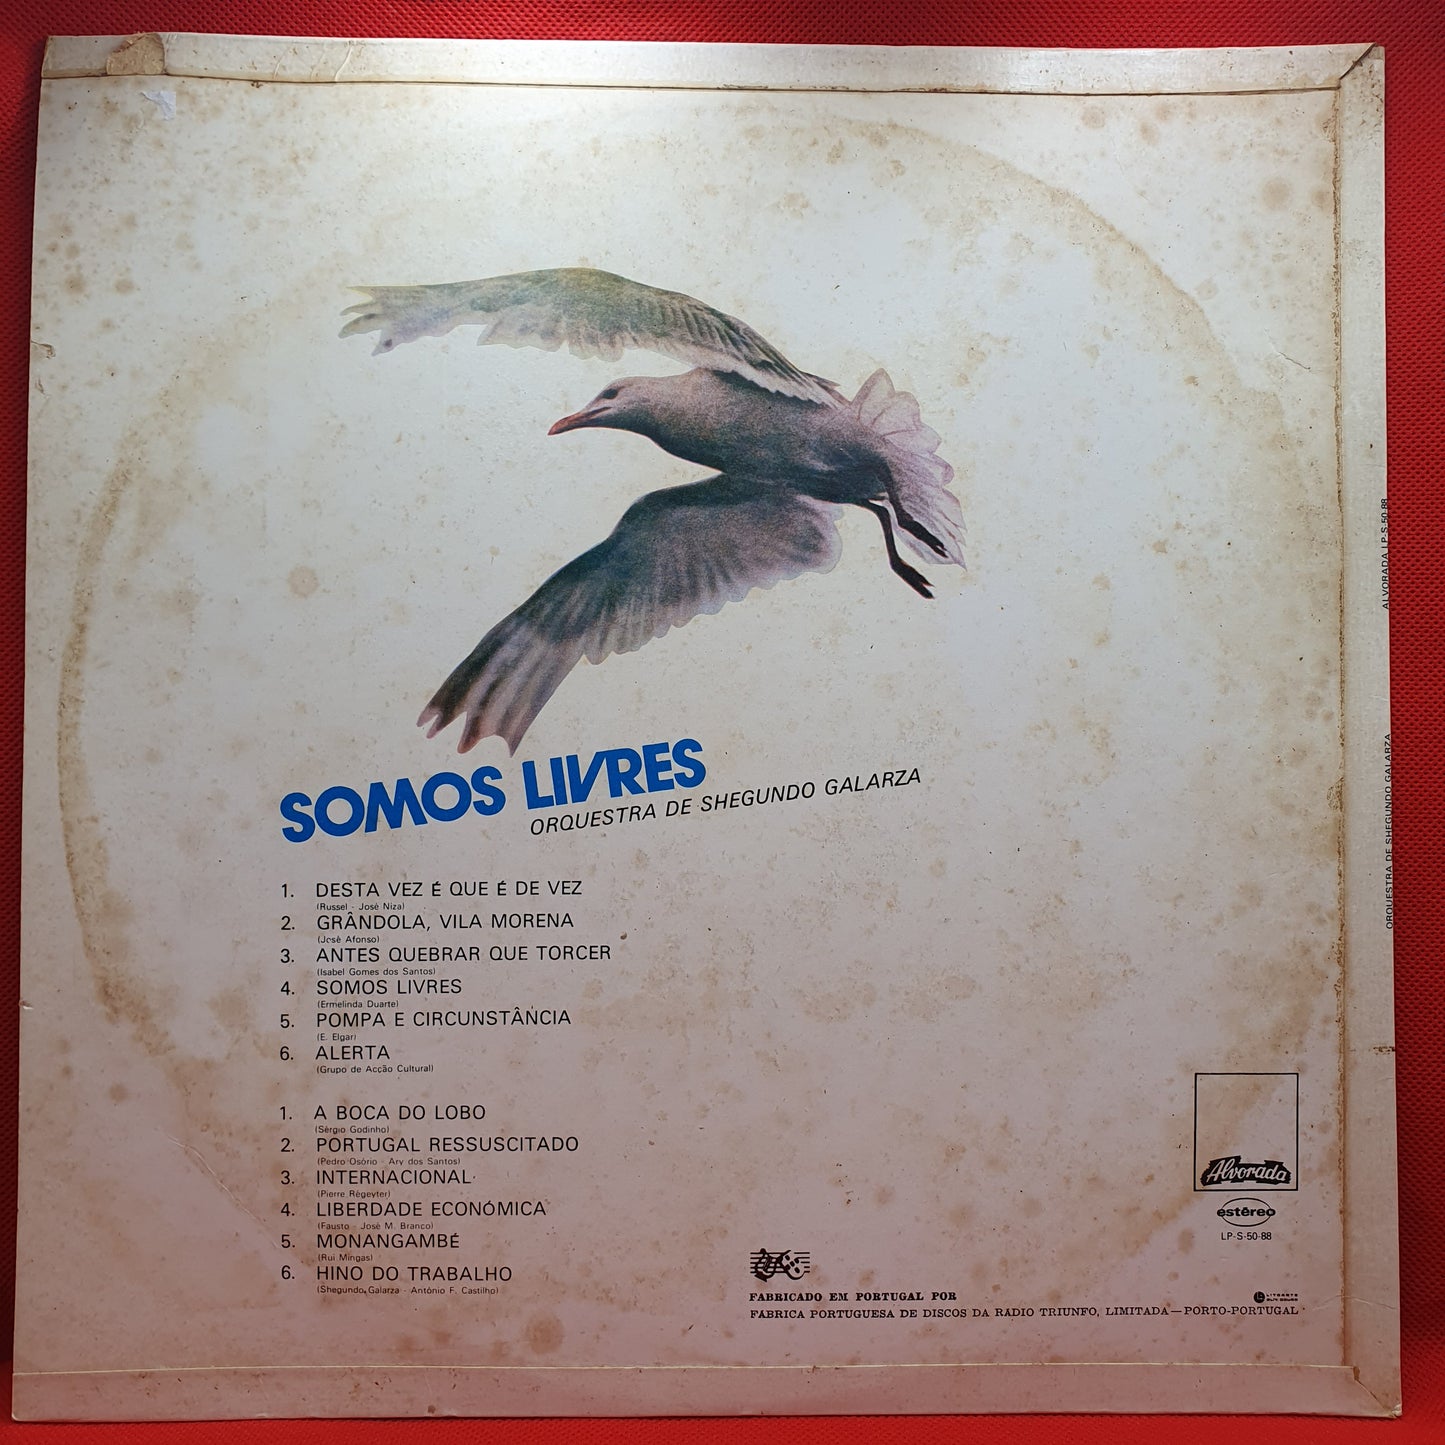 SOMOS LIVRES
ORQUESTRA DE SHEGUNDO GALARZA
1. DESTA VEZ É QUE É DE VEZ
(Russel - José Niza)
2. GRÂNDOLA, VILA MORENA
(José Afonso)
3. ANTES QUEBRAR QUE TORCER
(Isabel Gomes dos Santos)
4. SOMOS LIVRES
(Ermelinda Duarte)
5. POMPA E CIRCUNSTÂNCIA
(E. Elgar)
6. ALERTA
(Grupo de Acção Cultural)
1. A BOCA DO LOBO
(Sérgio Godinho)
2. PORTUGAL RESSUSCITADO
(Pedro Osório - Ary dos Santos)
3. INTERNACIONAL
(Pierre Règeyter)
4. LIBERDADE ECONÓMICA
(Fausto - José M. Branco)
5. MONANGAMBÉ
(Rui Mingas)
6. HINO DO TRABALHO
(Shegundo Galarza - António F. Castilho)
Alvorada
estéreo
LP-S-50-88
FABRICADO EM PORTUGAL POR
FABRICA PORTUGUESA DE DISCOS DA RADIO TRIUNFO, LIMITADA—PORTO-PORTUGAL
ALVORADA LP-S-50-88
ORQUESTRA DE SHEGUNDO GALARZA